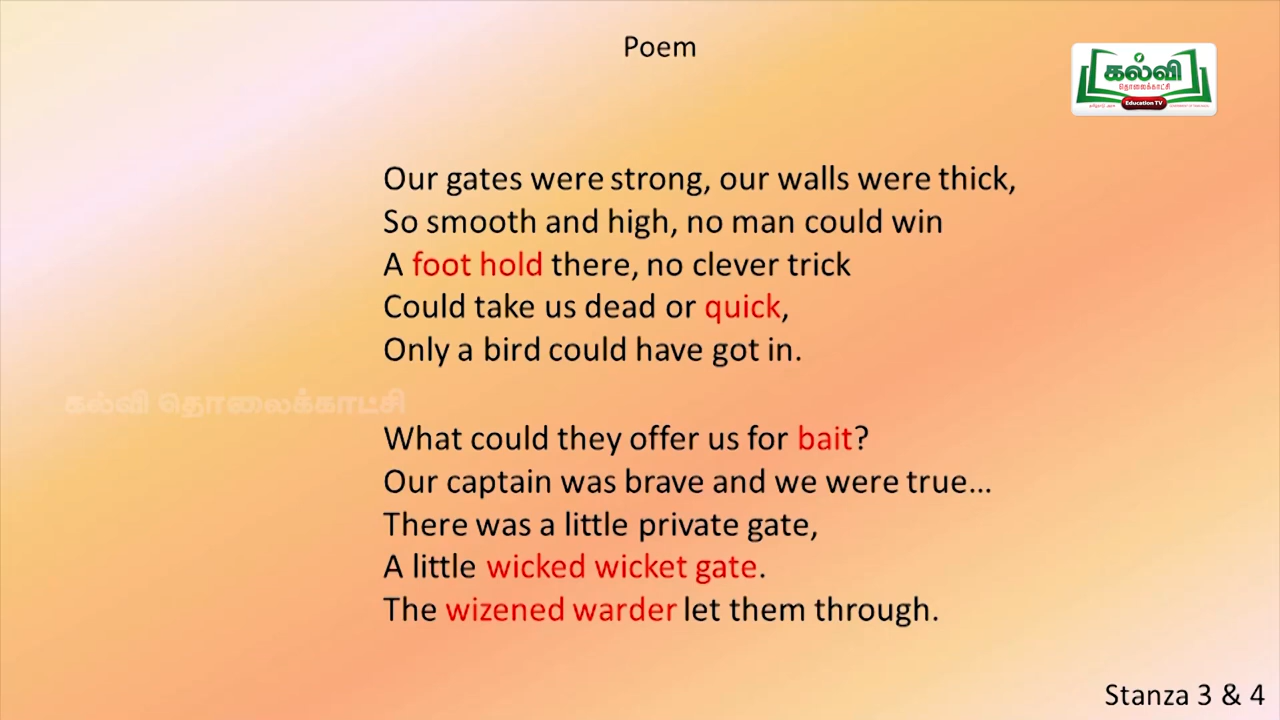 Poem
கல்வி
தொலைக்காட்சி
Education TV
Our gates were strong, our walls were thick,
So smooth and high, no man could win
A foot hold there, no clever trick
Could take us dead or quick,
Only a bird could have got in.
கல்வி தொலைக்காட்சி
What could they offer us for bait?
Our captain was brave and we were true...
There was a little private gate,
A little wicked wicket gate.
The wizened warder let them through.
Stanza 3 & 4